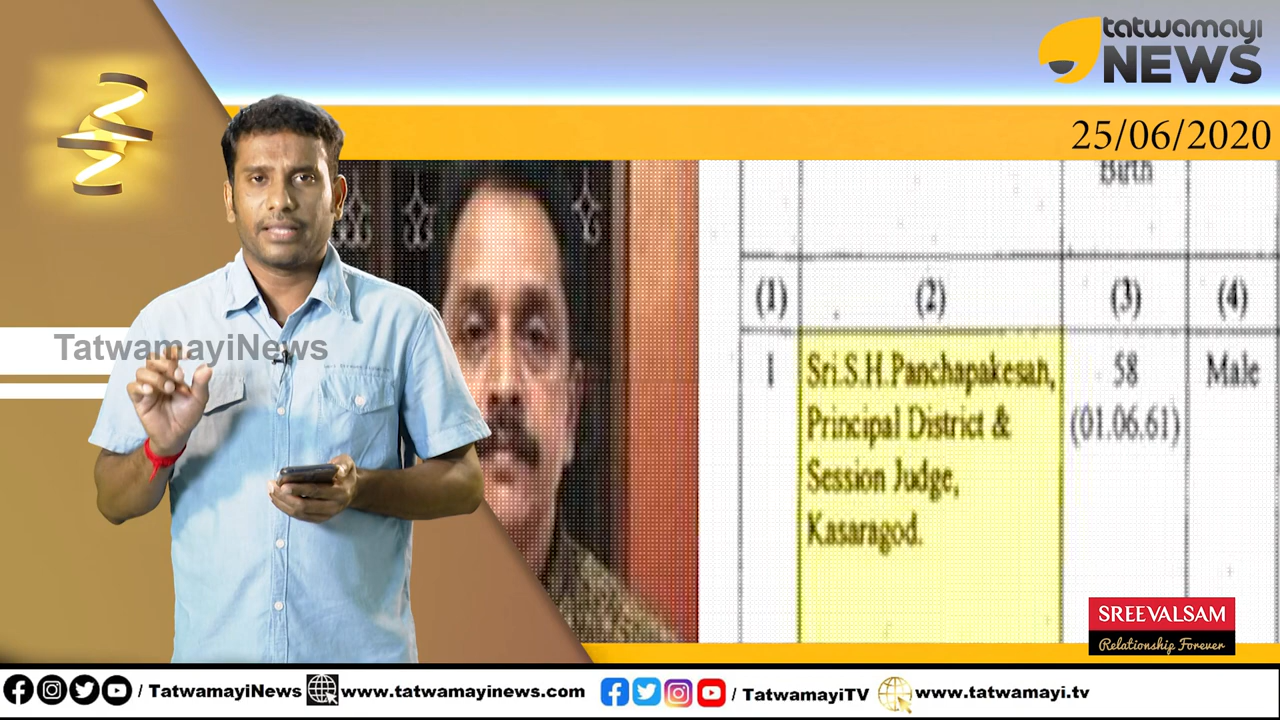 tatwamayi
NEWS
25/06/2020
Birth
(1) (2) (3) (4)
1 Sri.S.H.Panchapakesan, 58 Male
Principal District & (01.06.61)
Session Judge,
Kasaragod.
TatwamayiNews
SREEVALSAM
Relationship Forever
/ TatwamayiNews www.tatwamayinews.com / TatwamayiTV www.tatwamayi.tv